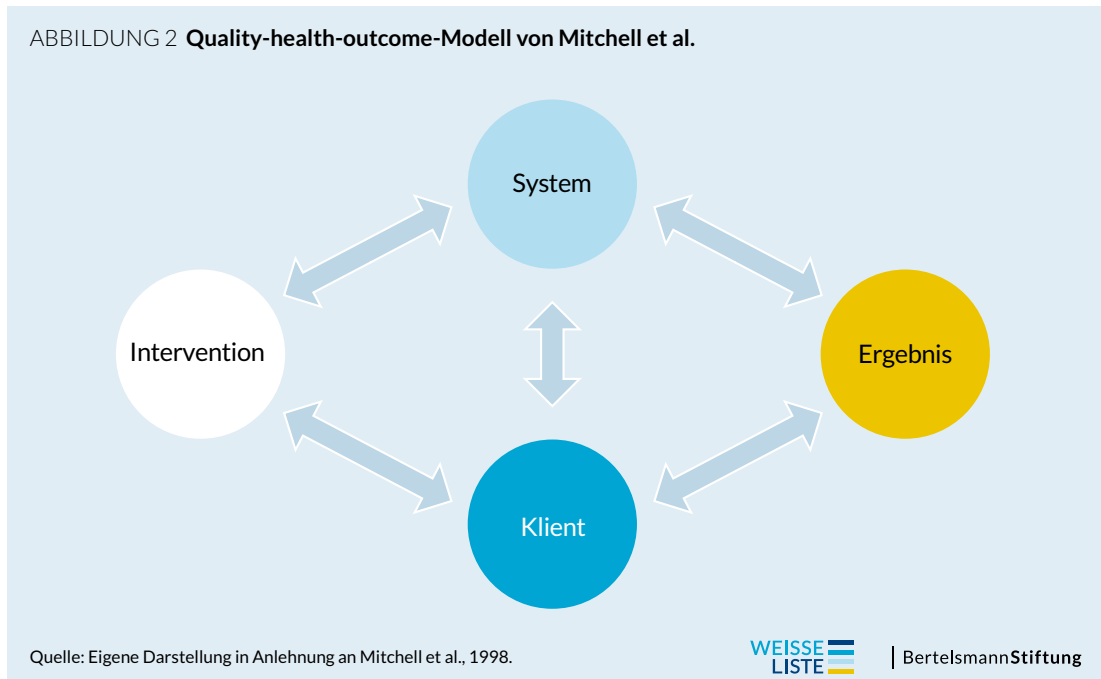 ABBILDUNG 2 Quality-health-outcome-Modell von Mitchell et al.
System
Intervention
Ergebnis
Klient
Quelle: Eigene Darstellung in Anlehnung an Mitchell et al., 1998.
WEISSE
LISTE
BertelsmannStiftung